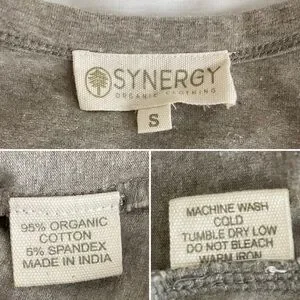 SYNERGY
ORGANIC CLOTHING
S
95% ORGANIC
COTTON
5% SPANDEX
MADE IN INDIA
MACHINE WASH
COLD
TUMBLE DRY LOW
DO NOT BLEACH
WARM IRON